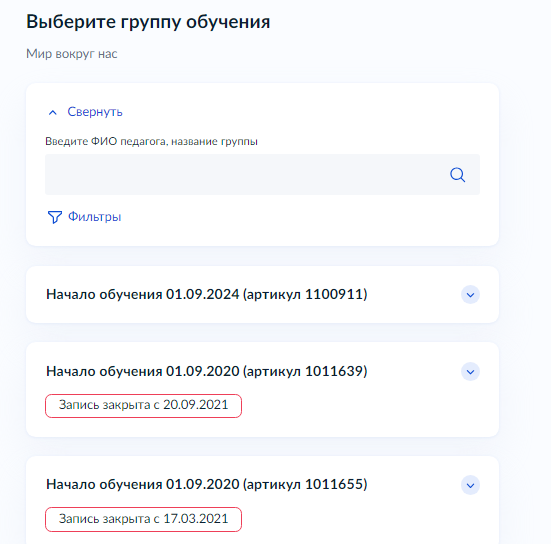 Выберите группу обучения
Мир вокруг нас
Свернуть
Введите ФИО педагога, название группы
Фильтры
Начало обучения 01.09.2024 (артикул 1100911)
Начало обучения 01.09.2020 (артикул 1011639)
Запись закрыта с 20.09.2021
Начало обучения 01.09.2020 (артикул 1011655)
Запись закрыта с 17.03.2021